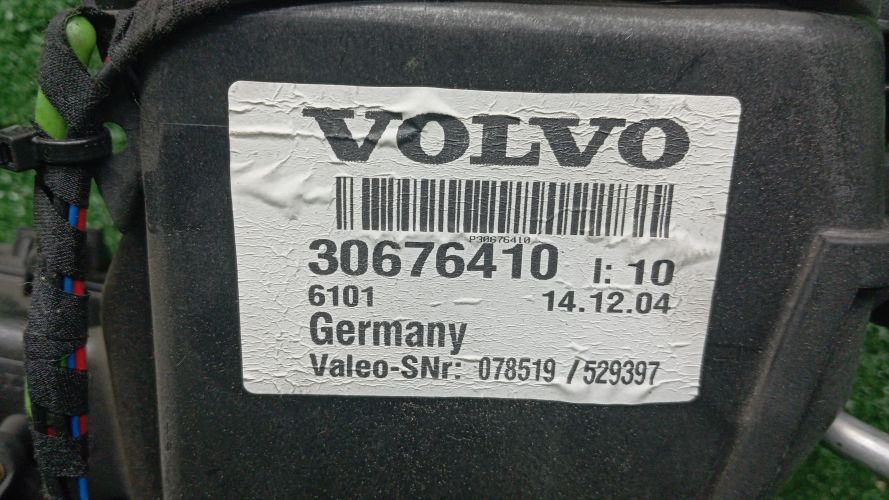 VOLVO
P30676410
30676410 I: 10
6101 14.12.04
Germany
Valeo-SNr: 078519 / 529397